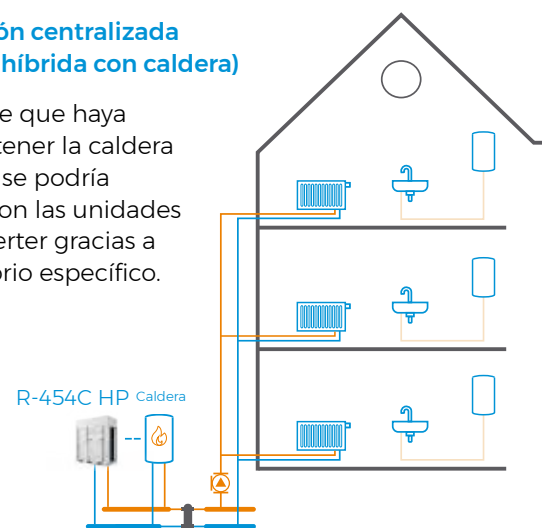 ón centralizada
híbrida con caldera)
e que haya
tener la caldera
se podría
on las unidades
erter gracias a
rio específico.
R-454C HP Caldera